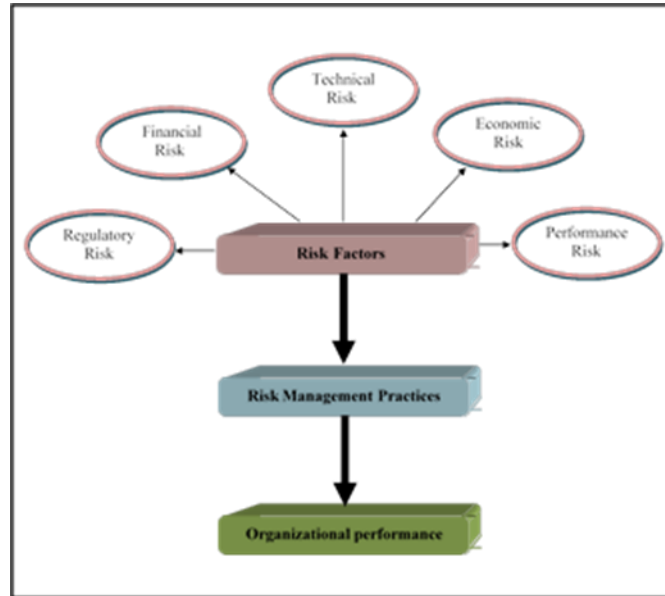 Technical
Risk
Financial
Risk
Economic
Risk
Regulatory
Risk
Performance
Risk
Risk Factors
Risk Management Practices
Organizational performance